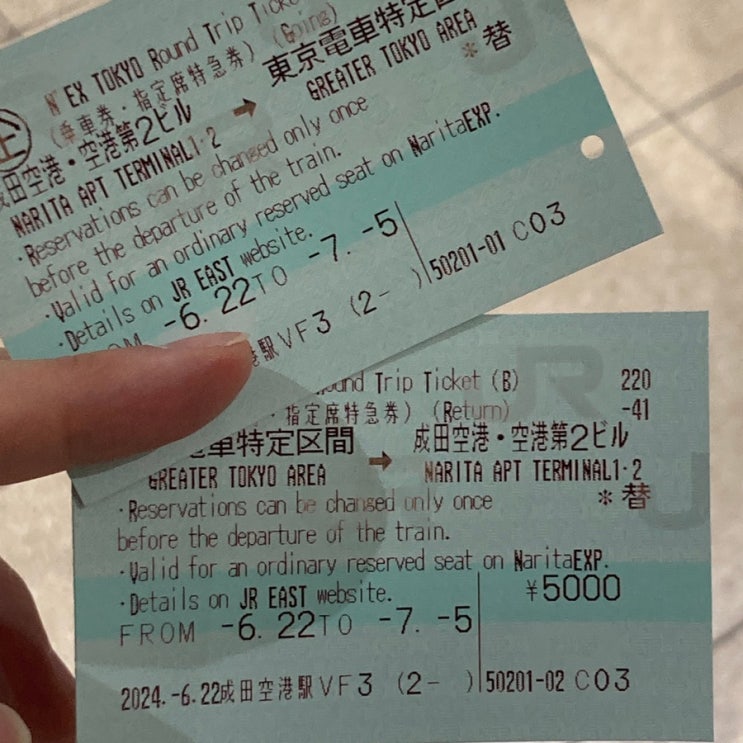 N'EX TOKYO Round Trip
(乗車券・指定席特急券) (Going)
成田空港・空港第2ビル → 東京電車特定区
NARITA APT TERMINAL1・2 GREATER TOKYO AREA
※替
・Reservations can be changed only once
before the departure of the train.
・Valid for an ordinary reserved seat on NaritaEXP.
・Details on JR EAST website.
-6.22TO -7.-5
港駅VF3 (2- ) 50201-01 C03
Round Trip Ticket (B) 220
・指定席特急券) (Return) -41
電車特定区間 → 成田空港・空港第2ビル
GREATER TOKYO AREA NARITA APT TERMINAL1・2
・Reservations can be changed only once ※替
before the departure of the train.
・Valid for an ordinary reserved seat on NaritaEXP.
・Details on JR EAST website. ¥5000
FROM -6.22TO -7.-5
2024.-6.22成田空港駅VF3 (2- ) 50201-02 C03
JR